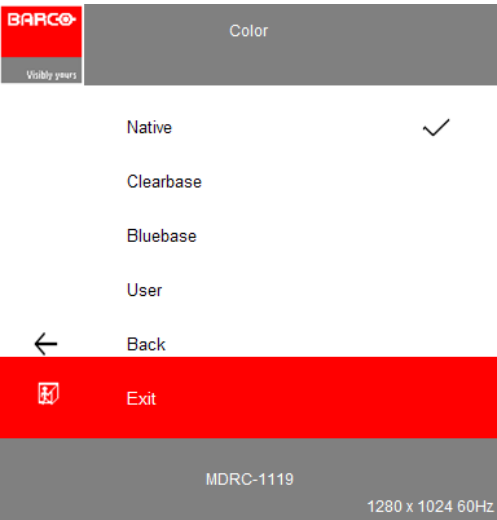 BARCO
Color
Visibly yours
Native
Clearbase
Bluebase
User
Back
Exit
MDRC-1119
1280 x 1024 60Hz